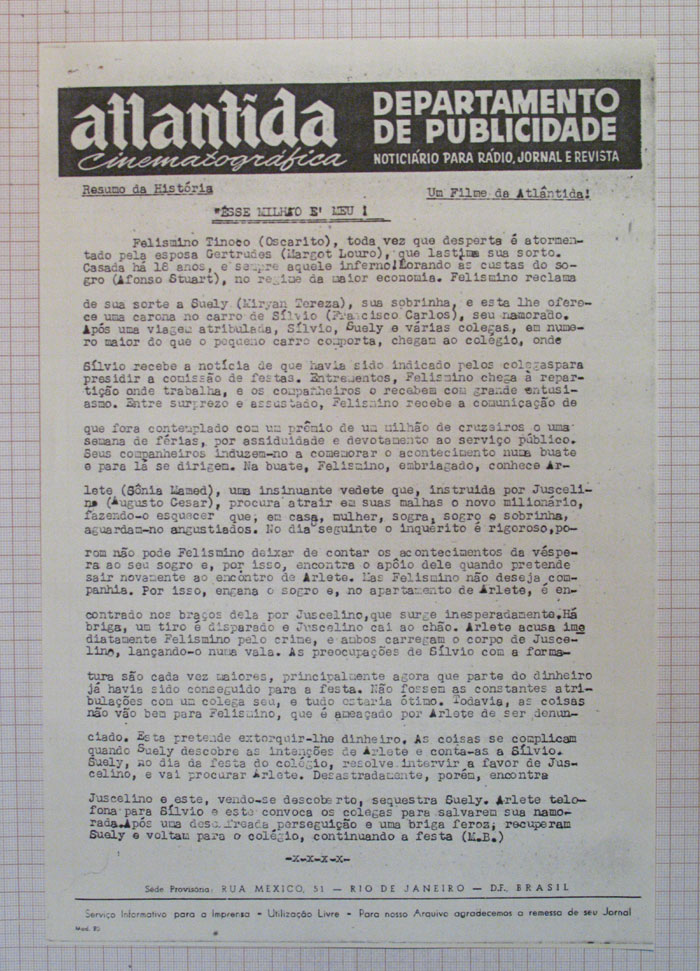 atlantida
Cinematográfica
DEPARTAMENTO
DE PUBLICIDADE
NOTICIÁRIO PARA RÁDIO, JORNAL E REVISTA
Resumo da História
Um Filme da Atlântida!
"ÊSSE MILHÃO E' MEU !
Felismino Tinoco (Oscarito), toda vez que desperta é atormen-
tado pela esposa Gertrudes (Margot Louro), que lastima sua sorto.
Casada há 18 anos, e sempre aquele inferno!Morando às custas do so-
gro (Afonso Stuart), no regime da maior economia. Felismino reclama
de sua sorte a Suely (Miryan Tereza), sua sobrinha, e esta lhe ofere-
ce uma carona no carro de Sílvio (Francisco Carlos), seu namorado.
Após uma viagem atribulada, Sílvio, Suely e várias colegas, em nume-
ro maior do que o pequeno carro comporta, chegam ao colégio, onde
Sílvio recebe a notícia de que havia sido indicado pelos colegaspara
presidir a comissão de festas. Entrementos, Felismino chega à repar-
tição onde trabalha, e os companheiros o recebem com grande entusi-
asmo. Entre surprezo e assustado, Felismino recebe a comunicação de
que fora contemplado com um prêmio de um milhão de cruzeiros o uma
semana de férias, por assiduidade e devotamento ao serviço público.
Seus companheiros induzem-no a comemorar o acontecimento numa buate
e para lá se dirigem. Na buate, Felismino, embriagado, conhece Ar-
lete (Sônia Mamed), uma insinuante vedete que, instruida por Jusceli-
no (Augusto Cesar), procura atrair em suas malhas o novo milionário,
fazendo-o esquecer que, em casa, mulher, sogra, sogro e sobrinha,
aguardam-no angustiados. No dia seguinte o inquérito é rigoroso,po-
rom não pode Felismino deixar de contar os acontecimentos da véspe-
ra ao seu sogro e, por isso, encontra o apôio dele quando pretende
sair novamente ao encontro de Arlete. Mas Felismino não deseja com-
panhia. Por isso, engana o sogro e, no apartamento de Arlete, é en-
contrado nos braços dela por Juscelino,que surge inesperadamente.Há
briga, um tiro é disparado e Juscelino cai ao chão. Arlete acusa ime
diatamente Felismino pelo crime, e ambos carregam o corpo de Jusce-
lino, lançando-o numa vala. As preocupações de Sílvio com a forma-
tura são cada vez maiores, principalmente agora que parte do dinheiro
já havia sido conseguido para a festa. Não fossem as constantes atri-
bulações com um colega seu, e tudo estaria ótimo. Todavia, as coisas
não vão bem para Felismino, que é ameaçado por Arlete de ser denun-
ciado. Esta pretende extorquir-lhe dinheiro. As coisas se complicam
quando Suely descobre as intenções de Arlete e conta-as a Sílvio.
Suely, no dia da festa do colégio, resolve intervir a favor de Jus-
celino, e vai procurar Arlete. Desastradamente, porém, encontra
Juscelino e este, vendo-se descoberto, sequestra Suely. Arlete tele-
fona para Sílvio e este convoca os colegas para salvarem sua namo-
rada.Após uma desenfreada perseguição e uma briga feroz, recuperam
Suely e voltam para o colégio, continuando a festa (M.B.)
-x-x-x-x-
Séde Provisória: RUA MEXICO, 51 — RIO DE JANEIRO — D.F. BRASIL
Serviço Informativo para a Imprensa - Utilização Livre - Para nosso Arquivo agradecemos a remessa de seu Jornal
Mod. 85